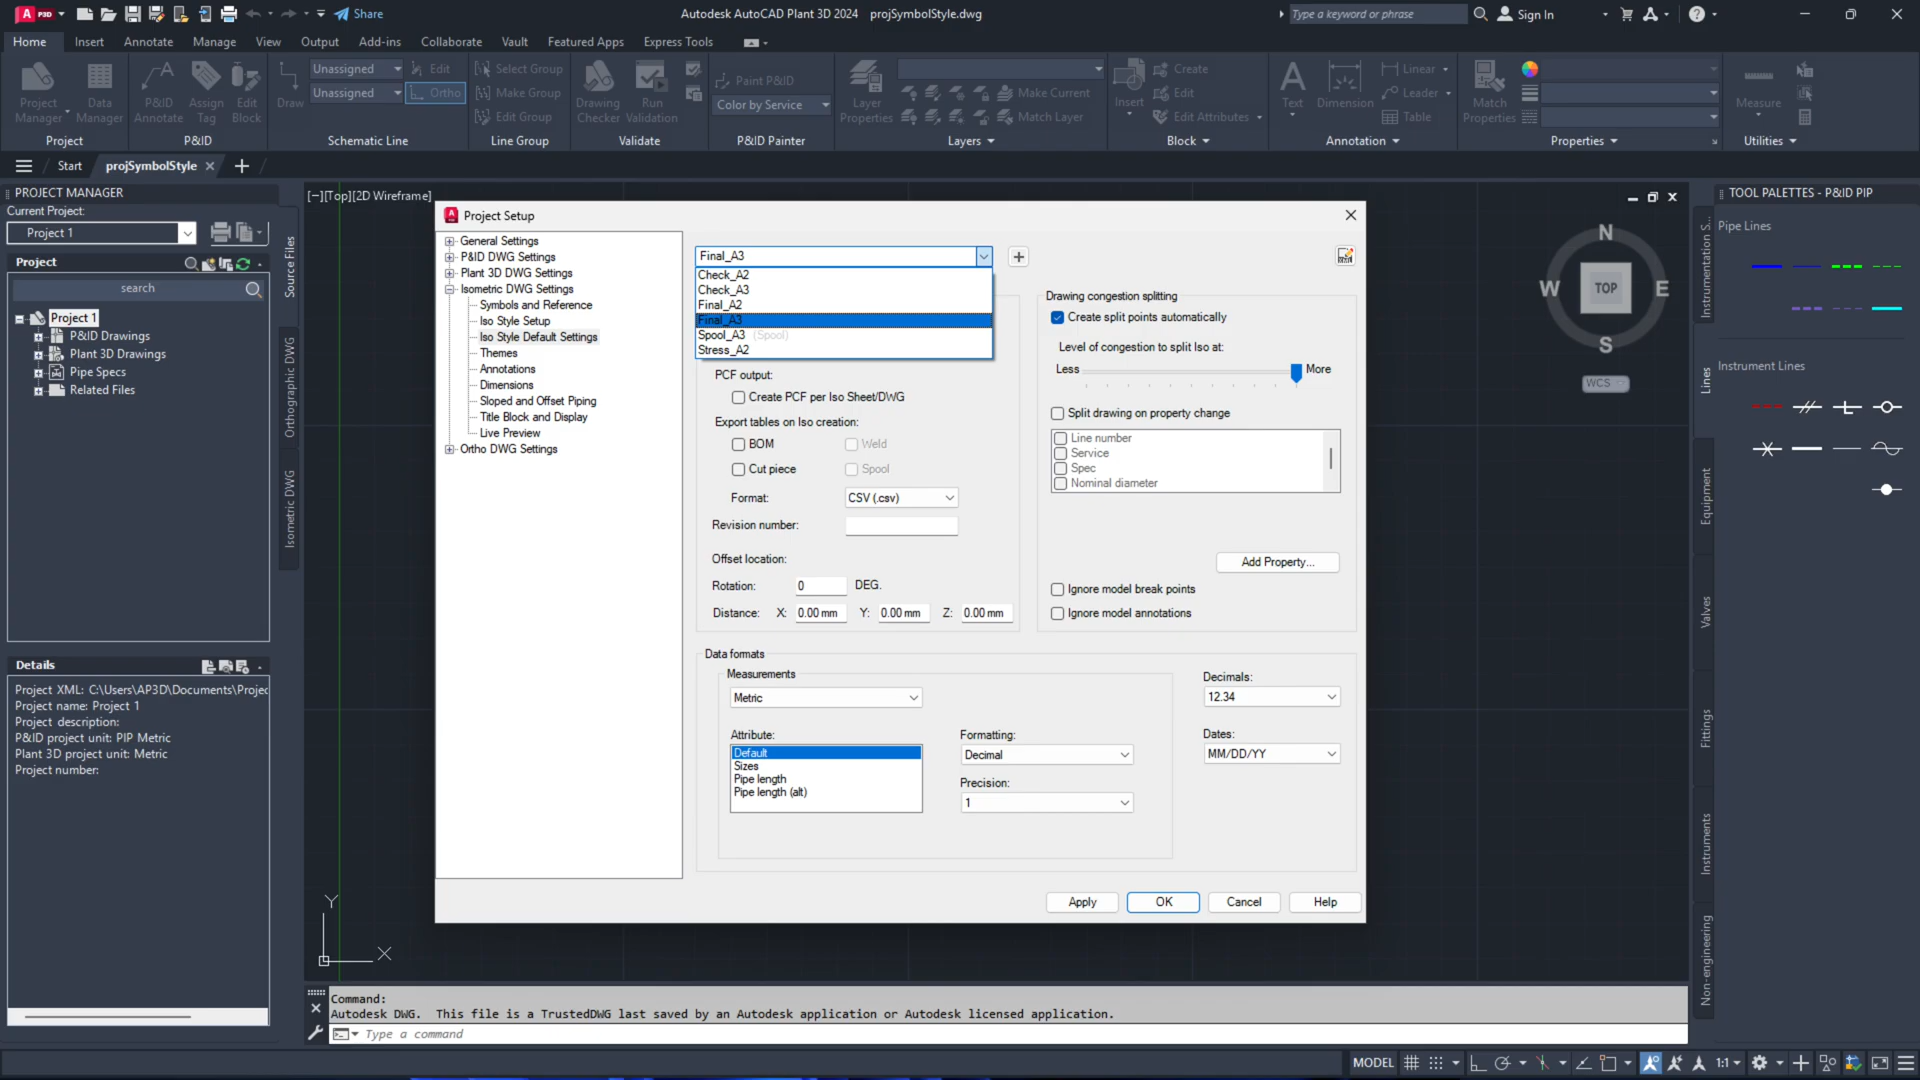 P3D
Share
Autodesk AutoCAD Plant 3D 2024 projSymbolStyle.dwg
Type a keyword or phrase
Sign In
Home Insert Annotate Manage View Output Add-ins Collaborate Vault Featured Apps Express Tools
Unassigned
Unassigned
Project
Manager
Data
Manager
P&ID
Annotate
Assign
Tag
Edit
Block
Draw
Edit
Ortho
Select Group
Make Group
Edit Group
Drawing
Checker
Run
Validation
Paint P&ID
Color by Service
Layer
Properties
Make Current
Match Layer
Insert
Create
Edit
Edit Attributes
Text
Dimension
Linear
Leader
Table
Match
Properties
Measure
Project P&ID Schematic Line Line Group Validate P&ID Painter Layers Block Annotation Properties Utilities
Start projSymbolStyle
PROJECT MANAGER
Current Project:
Project 1
Project
search
Project 1
P&ID Drawings
Plant 3D Drawings
Pipe Specs
Related Files
Source Files
Orthographic DWG
Isometric DWG
Details
Project XML: C:\Users\AP3D\Documents\Projec
Project name: Project 1
Project description:
P&ID project unit: PIP Metric
Plant 3D project unit: Metric
Project number:
[−][Top][2D Wireframe]
Project Setup
General Settings
P&ID DWG Settings
Plant 3D DWG Settings
Isometric DWG Settings
Symbols and Reference
Iso Style Setup
Iso Style Default Settings
Themes
Annotations
Dimensions
Sloped and Offset Piping
Title Block and Display
Live Preview
Ortho DWG Settings
Final_A3
Check_A2
Check_A3
Final_A2
Final_A3
Spool_A3 (Spool)
Stress_A2
PCF output:
Create PCF per Iso Sheet/DWG
Export tables on Iso creation:
BOM Weld
Cut piece Spool
Format: CSV (.csv)
Revision number:
Offset location:
Rotation: 0 DEG.
Distance: X: 0.00 mm Y: 0.00 mm Z: 0.00 mm
Drawing congestion splitting
Create split points automatically
Level of congestion to split Iso at:
Less More
Split drawing on property change
Line number
Service
Spec
Nominal diameter
Add Property...
Ignore model break points
Ignore model annotations
Data formats
Measurements
Metric
Attribute:
Default
Sizes
Pipe length
Pipe length (alt)
Formatting:
Decimal
Precision:
1
Decimals:
12.34
Dates:
MM/DD/YY
Apply OK Cancel Help
N
W TOP E
S
WCS
TOOL PALETTES - P&ID PIP
Pipe Lines
Instrument Lines
Instrumentation S...
Lines
Equipment
Valves
Fittings
Instruments
Non-engineering
Y
X
Command:
Autodesk DWG. This file is a TrustedDWG last saved by an Autodesk application or Autodesk licensed application.
Type a command
MODEL 1:1